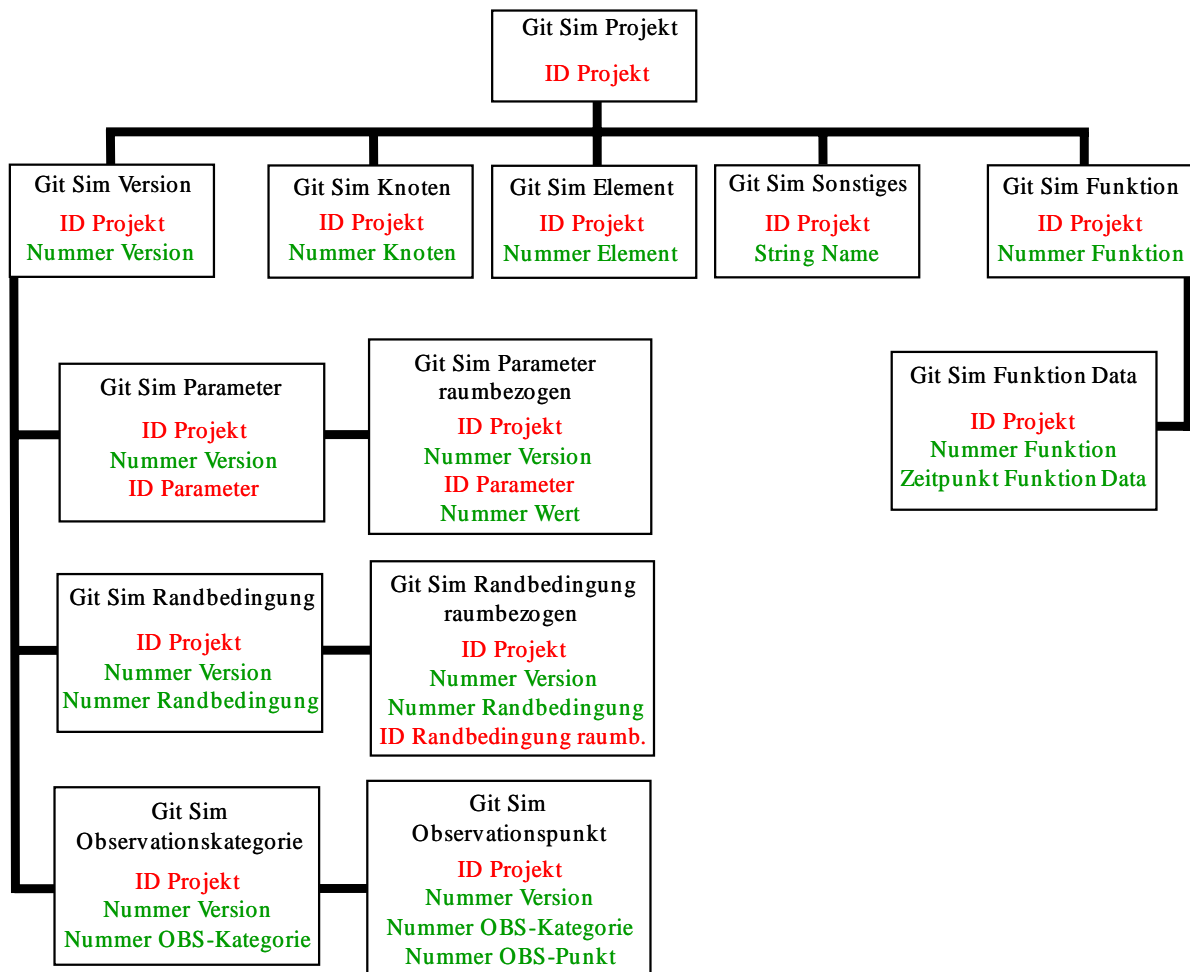 Git Sim Projekt
ID Projekt
Git Sim Version
ID Projekt
Nummer Version
Git Sim Knoten
ID Projekt
Nummer Knoten
Git Sim Element
ID Projekt
Nummer Element
Git Sim Sonstiges
ID Projekt
String Name
Git Sim Funktion
ID Projekt
Nummer Funktion
Git Sim Parameter
ID Projekt
Nummer Version
ID Parameter
Git Sim Parameter
raumbezogen
ID Projekt
Nummer Version
ID Parameter
Nummer Wert
Git Sim Funktion Data
ID Projekt
Nummer Funktion
Zeitpunkt Funktion Data
Git Sim Randbedingung
ID Projekt
Nummer Version
Nummer Randbedingung
Git Sim Randbedingung
raumbezogen
ID Projekt
Nummer Version
Nummer Randbedingung
ID Randbedingung raumb.
Git Sim
Observationskategorie
ID Projekt
Nummer Version
Nummer OBS-Kategorie
Git Sim
Observationspunkt
ID Projekt
Nummer Version
Nummer OBS-Kategorie
Nummer OBS-Punkt